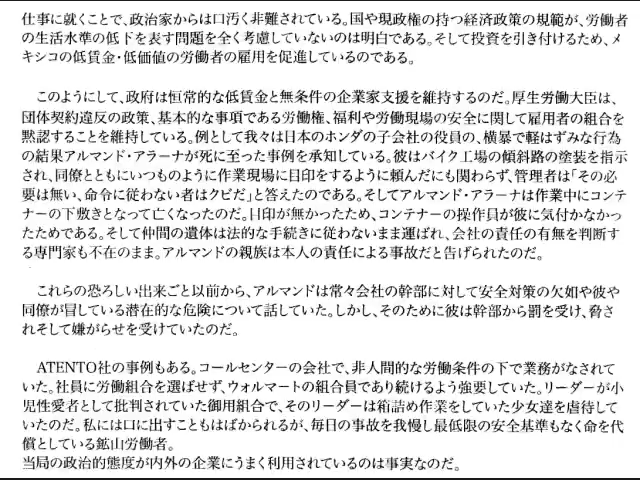 仕事に就くことで、政治家からは口汚く非難されている。国や現政権の持つ経済政策の規範が、労働者
の生活水準の低下を表す問題を全く考慮していないのは明白である。そして投資を引き付けるため、メ
キシコの低賃金・低価値の労働者の雇用を促進しているのである。
このようにして、政府は恒常的な低賃金と無条件の企業家支援を維持するのだ。厚生労働大臣は、
団体契約違反の政策、基本的な事項である労働権、福利や労働現場の安全に関して雇用者の組合を
黙認することを維持している。例として我々は日本のホンダの子会社の役員の、横暴で軽はずみな行為
の結果アルマンド・アラーナが死に至った事例を承知している。彼はバイク工場の傾斜路の塗装を指示
され、同僚とともにいつものように作業現場に目印をするように頼んだにも関わらず、管理者は「その必
要は無い、命令に従わない者はクビだ」と答えたのである。そしてアルマンド・アラーナは作業中にコンテ
ナーの下敷きとなって亡くなったのだ。目印が無かったため、コンテナーの操作員が彼に気付かなかっ
たためである。そして仲間の遺体は法的な手続きに従わないまま運ばれ、会社の責任の有無を判断す
る専門家も不在のまま。アルマンドの親族は本人の責任による事故だと告げられたのだ。
これらの恐ろしい出来ごと以前から、アルマンドは常々会社の幹部に対して安全対策の欠如や彼や
同僚が冒している潜在的な危険について話していた。しかし、そのために彼は幹部から罰を受け、脅さ
れそして嫌がらせを受けていたのだ。
ATENTO社の事例もある。コールセンターの会社で、非人間的な労働条件の下で業務がなされて
いた。社員に労働組合を選ばせず、ウォルマートの組合員であり続けるよう強要していた。リーダーが小
児性愛者として批判されていた御用組合で、そのリーダーは箱詰め作業をしていた少女達を虐待して
いたのだ。私には口に出すこともはばかられるが、毎日の事故を我慢し最低限の安全基準もなく命を代
償としている鉱山労働者。
当局の政治的態度が内外の企業にうまく利用されているのは事実なのだ。